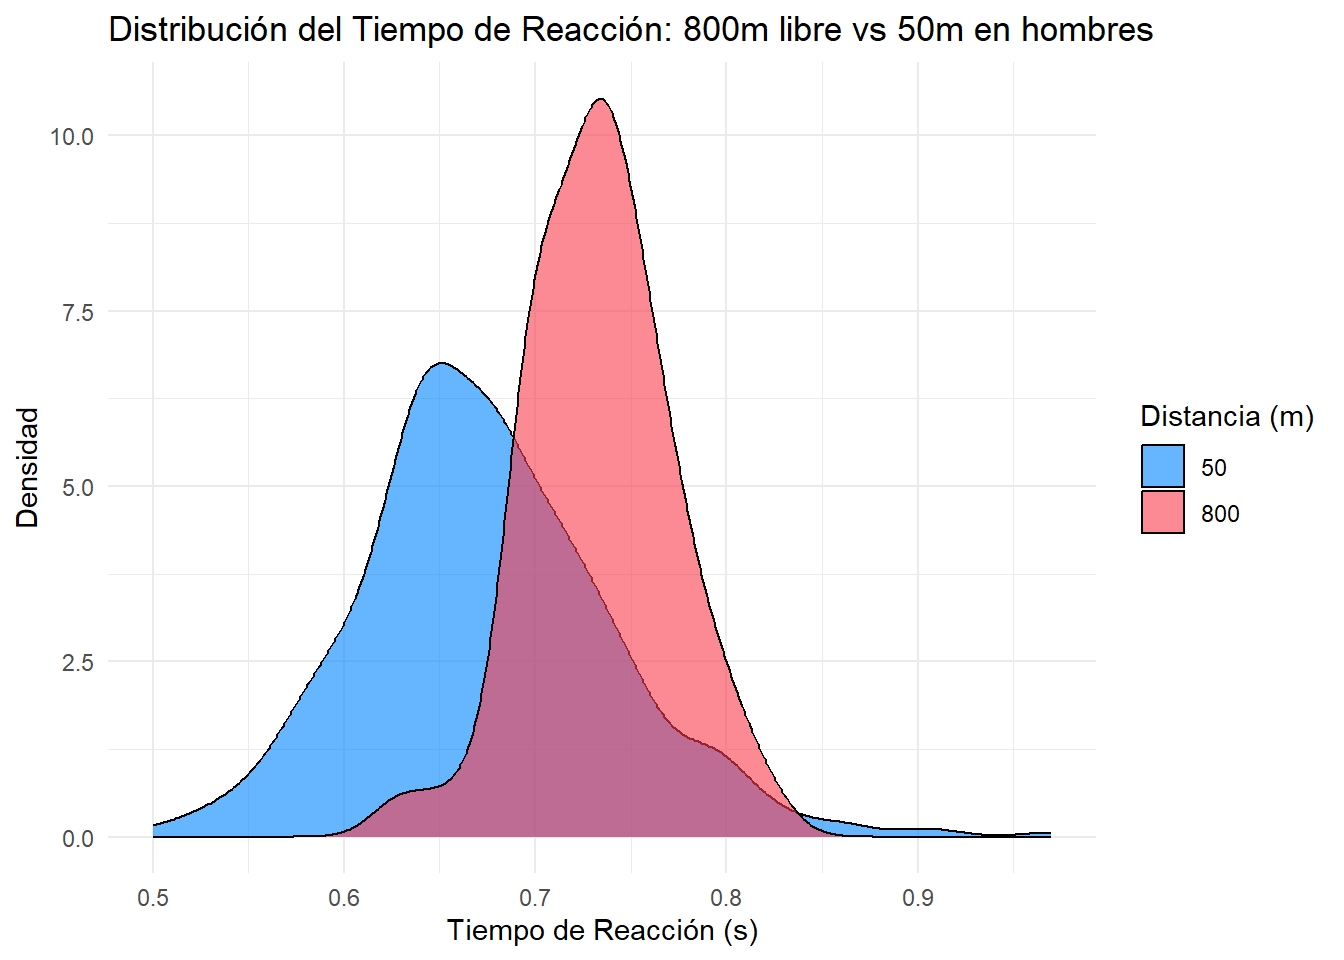 Distribución del Tiempo de Reacción: 800m libre vs 50m en hombres
10.0
7.5
5.0
2.5
0.0
Densidad
0.5 0.6 0.7 0.8 0.9
Tiempo de Reacción (s)
Distancia (m)
50
800